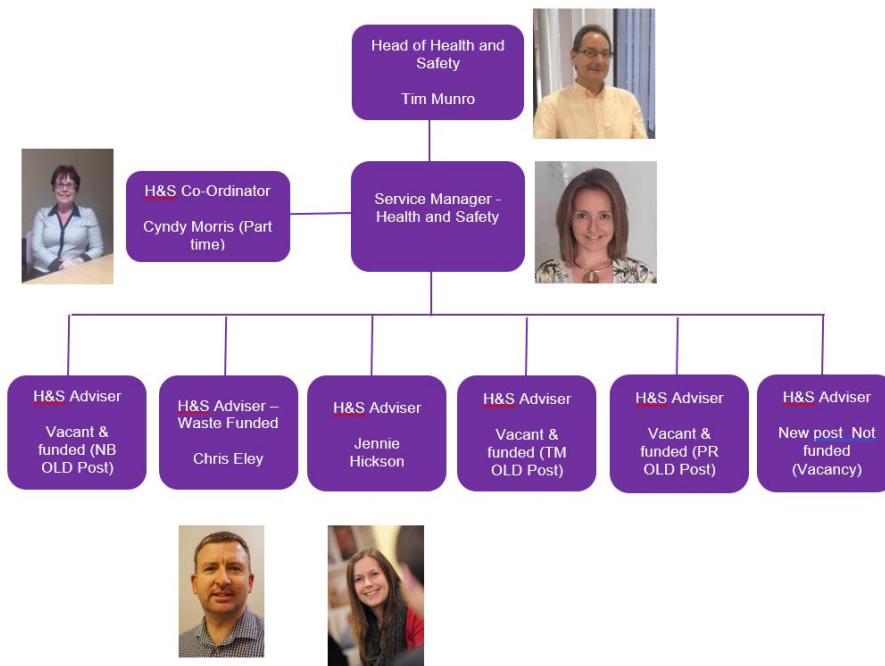 Head of Health and
Safety
Tim Munro
H&S Co-Ordinator
Cyndy Morris (Part
time)
Service Manager -
Health and Safety
H&S Adviser
Vacant &
funded (NB
OLD Post)
H&S Adviser –
Waste Funded
Chris Eley
H&S Adviser
Jennie
Hickson
H&S Adviser
Vacant &
funded (TM
OLD Post)
H&S Adviser
Vacant &
funded (PR
OLD Post)
H&S Adviser
New post Not
funded
(Vacancy)